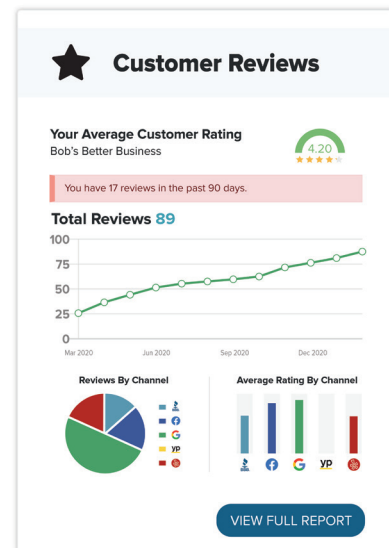 Customer Reviews
Your Average Customer Rating
Bob's Better Business
4.20
You have 17 reviews in the past 90 days.
Total Reviews 89
100
75
50
25
0
Mar 2020 Jun 2020 Sep 2020 Dec 2020
Reviews By Channel
Average Rating By Channel
G
yp
G yp
VIEW FULL REPORT